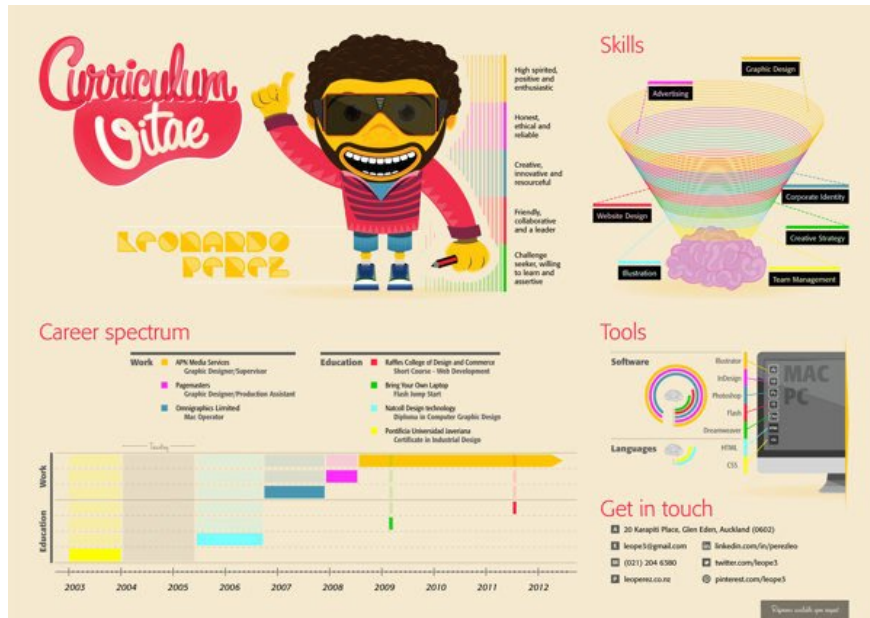 Curriculum
Vitae
LEONARDO
PEREZ
High spirited,
positive and
enthusiastic
Honest,
ethical and
reliable
Creative,
innovative and
resourceful
Friendly,
collaborative
and a leader
Challenge
seeker, willing
to learn and
assertive
Skills
Graphic Design
Advertising
Corporate Identity
Website Design
Creative Strategy
Illustration
Team Management
Career spectrum
Work
APN Media Services
Graphic Designer/Supervisor
Pagemasters
Graphic Designer/Production Assistant
Omnigraphics Limited
Mac Operator
Education
Raffles College of Design and Commerce
Short Course - Web Development
Bring Your Own Laptop
Flash Jump Start
Natcoll Design technology
Diploma in Computer Graphic Design
Pontificia Universidad Javeriana
Certificate in Industrial Design
Traveling
Work
Education
2003 2004 2005 2006 2007 2008 2009 2010 2011 2012
Tools
Software
Illustrator
InDesign
Photoshop
Flash
Dreamweaver
Languages
HTML
CSS
MAC
PC
Get in touch
20 Karapiti Place, Glen Eden, Auckland (0602)
leope3@gmail.com
linkedin.com/in/perezleo
(021) 204 6380
twitter.com/leope3
leoperez.co.nz
pinterest.com/leope3